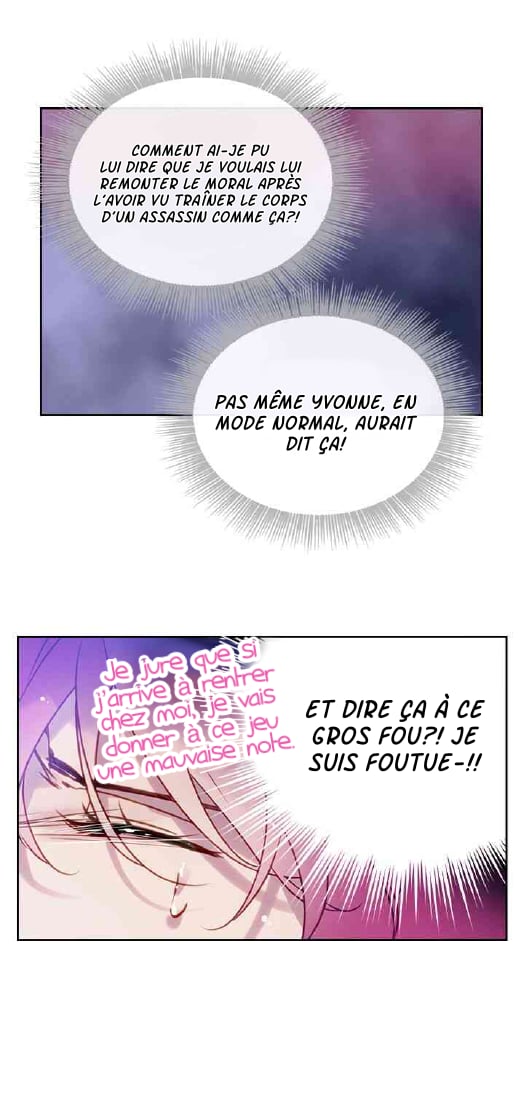 COMMENT AI-JE PU
LUI DIRE QUE JE VOULAIS LUI
REMONTER LE MORAL APRÈS
L'AVOIR VU TRAÎNER LE CORPS
D'UN ASSASSIN COMME ÇA?!
PAS MÊME YVONNE, EN
MODE NORMAL, AURAIT
DIT ÇA!
Je jure que si
j'arrive à rentrer
chez moi, je vais
donner à ce jeu
une mauvaise note.
ET DIRE ÇA À CE
GROS FOU?! JE
SUIS FOUTUE-!!